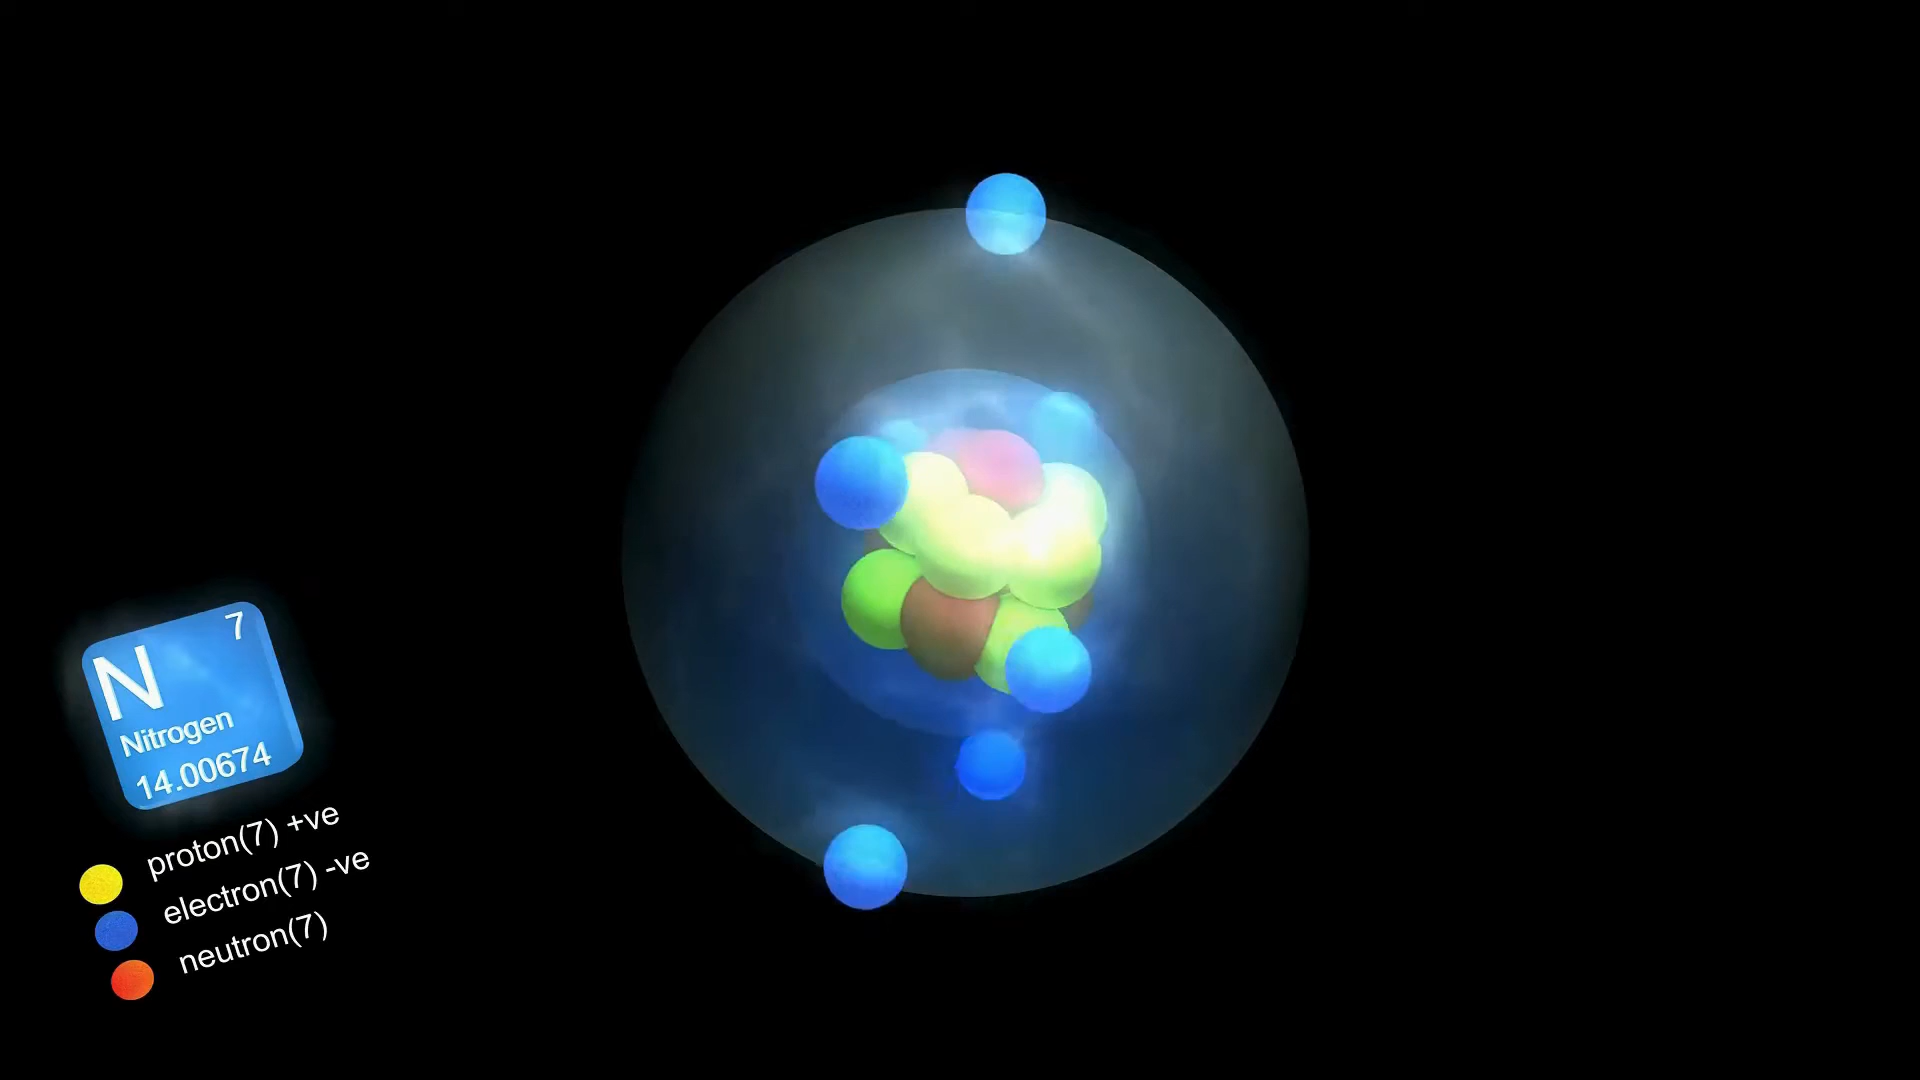 7
N
Nitrogen
14.00674
proton(7) +ve
electron(7) -ve
neutron(7)